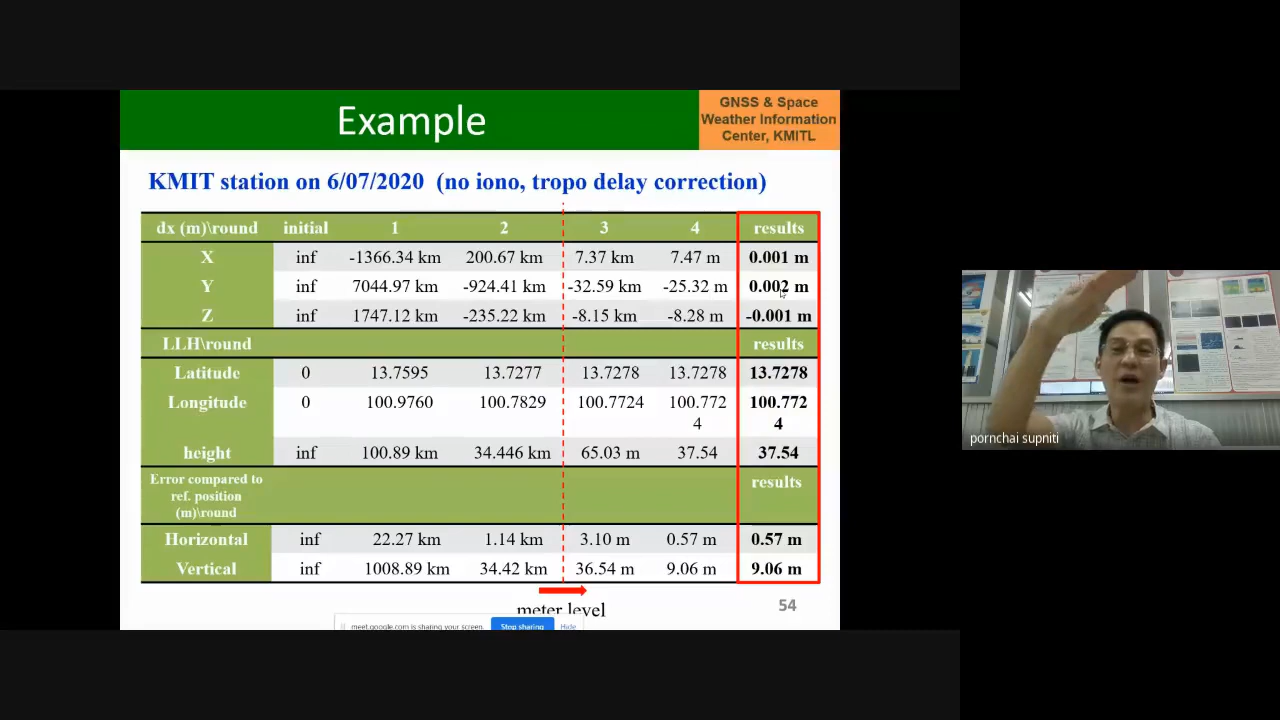 Example
GNSS & Space
Weather Information
Center, KMITL
KMIT station on 6/07/2020 (no iono, tropo delay correction)
dx (m)\round initial 1 2 3 4 results
X inf -1366.34 km 200.67 km 7.37 km 7.47 m 0.001 m
Y inf 7044.97 km -924.41 km -32.59 km -25.32 m 0.002 m
Z inf 1747.12 km -235.22 km -8.15 km -8.28 m -0.001 m
LLH\round results
Latitude 0 13.7595 13.7277 13.7278 13.7278 13.7278
Longitude 0 100.9760 100.7829 100.7724 100.772 100.772
4 4
height inf 100.89 km 34.446 km 65.03 m 37.54 37.54
Error compared to
ref. position
(m)\round
results
Horizontal inf 22.27 km 1.14 km 3.10 m 0.57 m 0.57 m
Vertical inf 1008.89 km 34.42 km 36.54 m 9.06 m 9.06 m
meter level
54
meet.google.com is sharing your screen. Stop sharing Hide
pornchai supniti